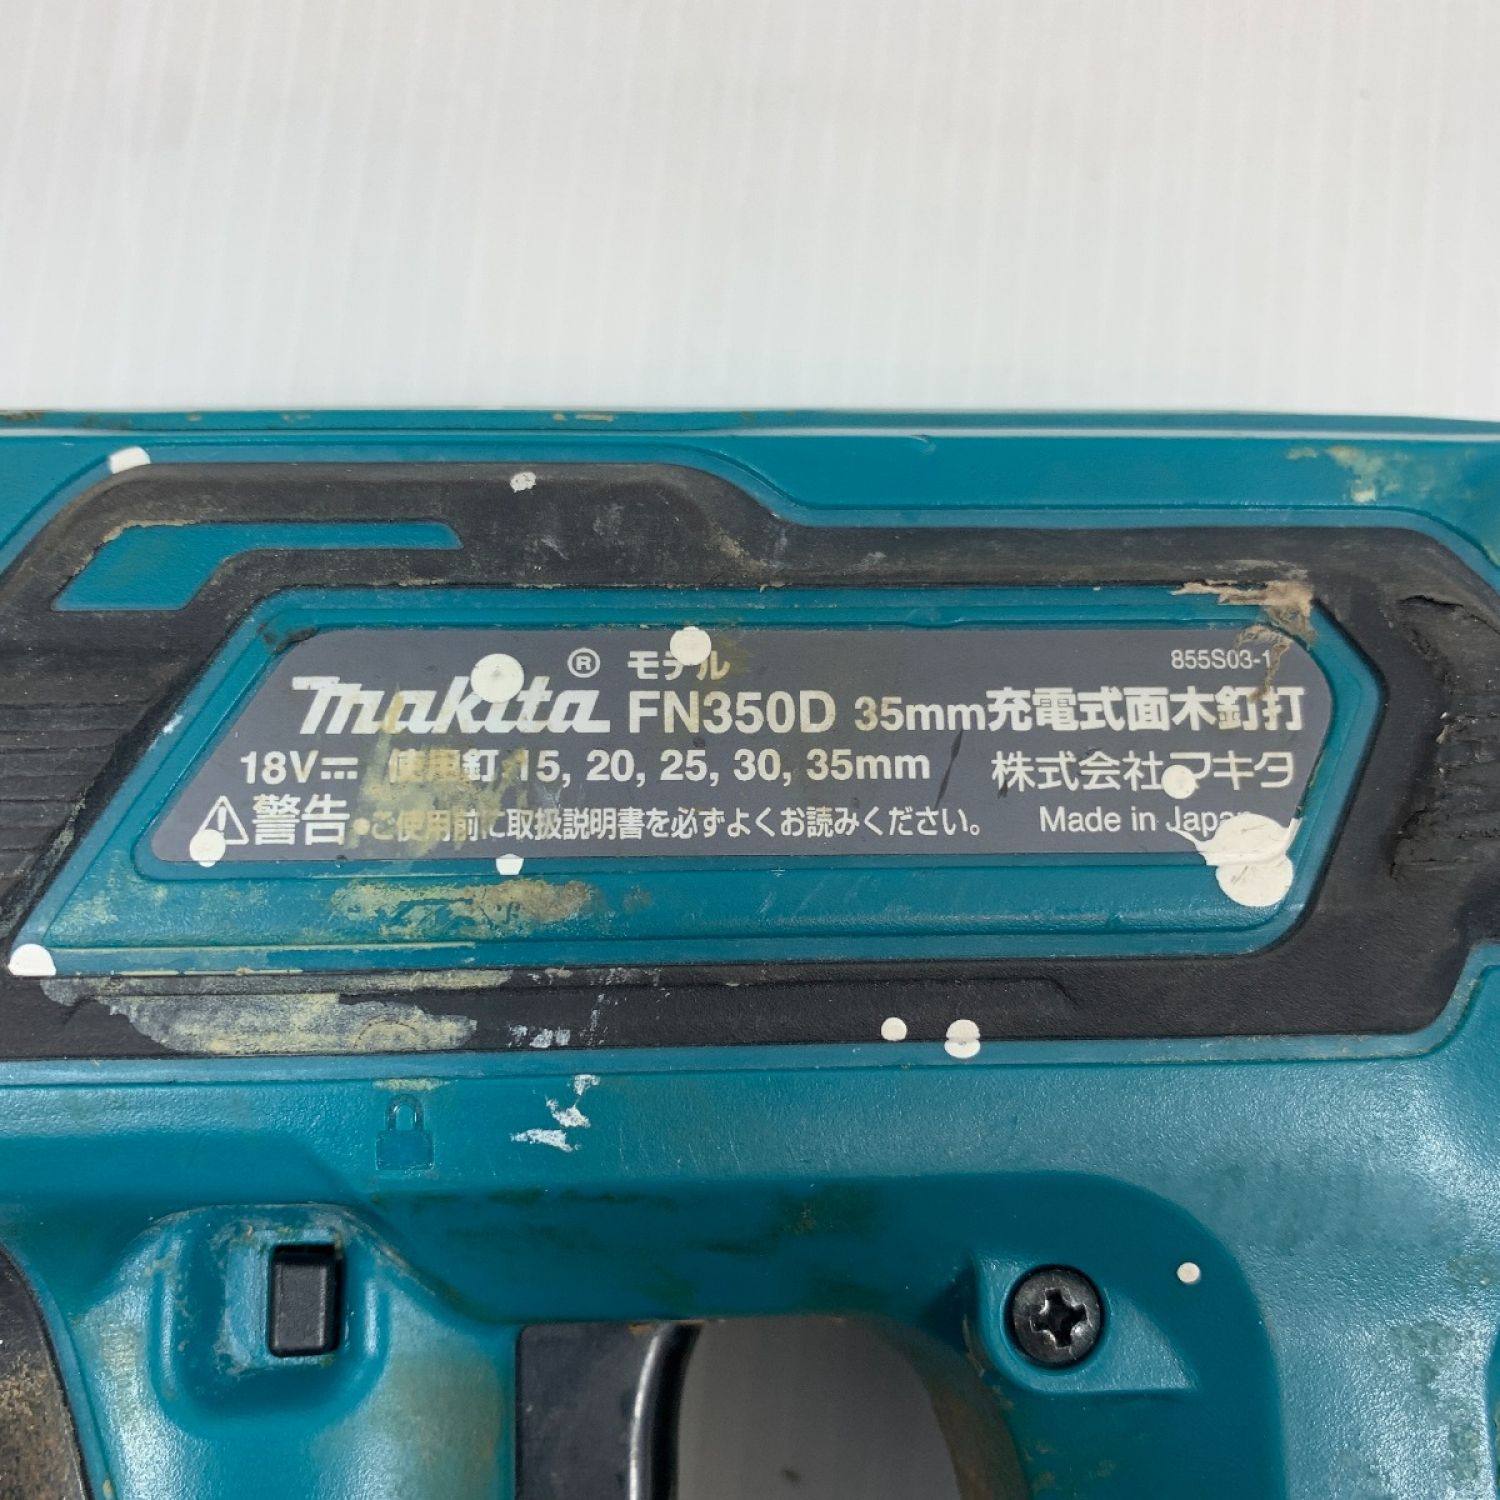 makita® モデル FN350D 35mm充電式面木釘打
855S03-1
18V 使用釘 15, 20, 25, 30, 35mm 株式会社マキタ
警告 ご使用前に取扱説明書を必ずよくお読みください。 Made in Japan